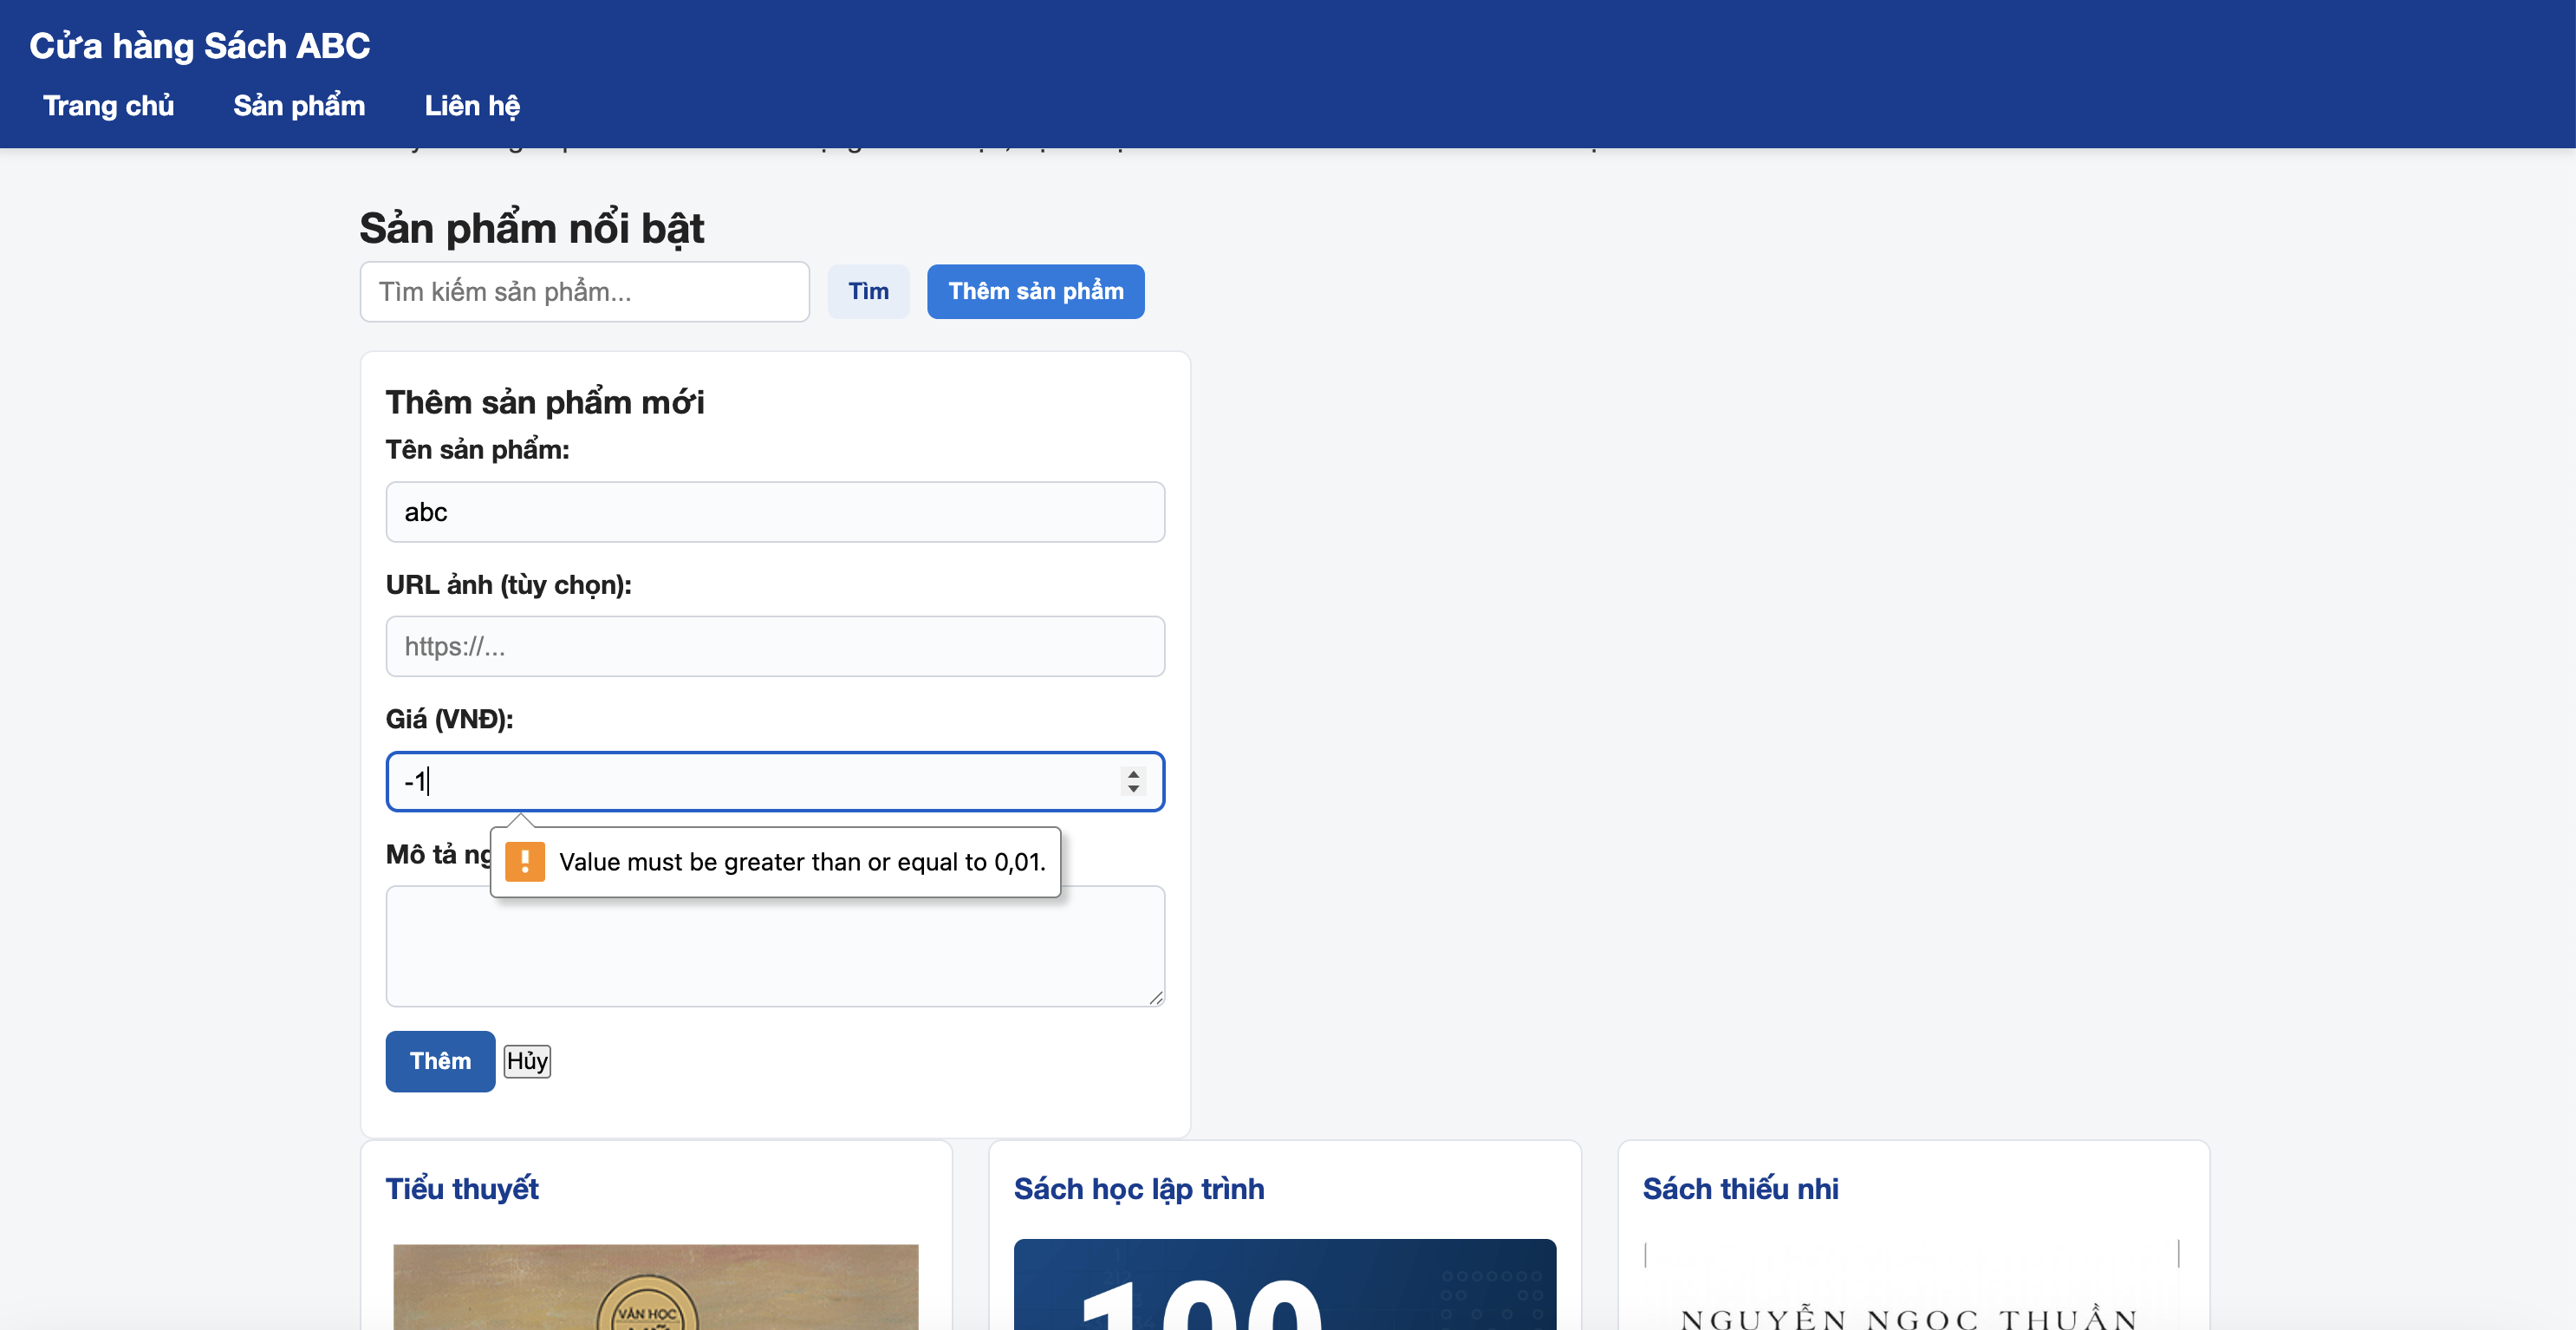 Cửa hàng Sách ABC
Trang chủ Sản phẩm Liên hệ
Sản phẩm nổi bật
Tìm kiếm sản phẩm...
Tìm
Thêm sản phẩm
Thêm sản phẩm mới
Tên sản phẩm:
abc
URL ảnh (tùy chọn):
https://...
Giá (VNĐ):
-1
Value must be greater than or equal to 0,01.
Mô tả
Thêm
Hủy
Tiểu thuyết
Sách học lập trình
Sách thiếu nhi
VĂN HỌC
100
NGUYỄN NGỌC THUẦN